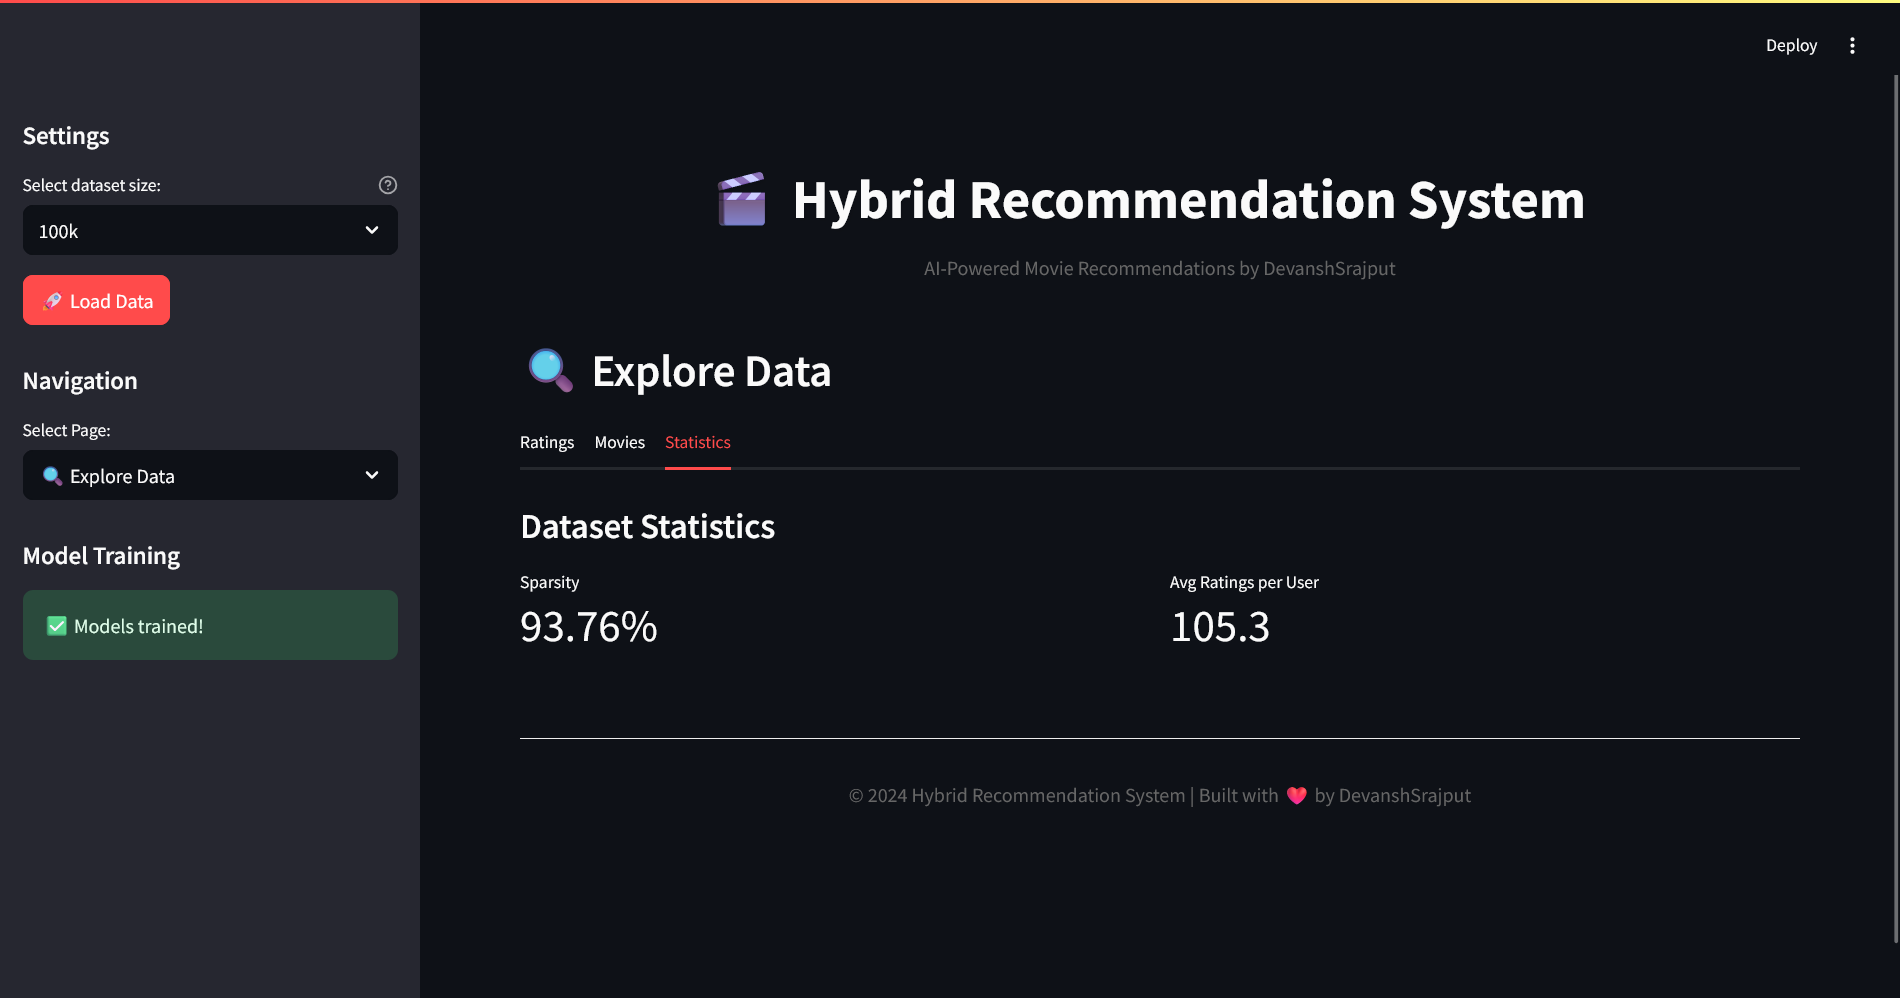 Deploy
Settings
Select dataset size:
100k
🚀 Load Data
Navigation
Select Page:
🔍 Explore Data
Model Training
✅ Models trained!
🎬 Hybrid Recommendation System
AI-Powered Movie Recommendations by DevanshSrajput
🔍 Explore Data
Ratings Movies Statistics
Dataset Statistics
Sparsity
93.76%
Avg Ratings per User
105.3
© 2024 Hybrid Recommendation System | Built with ❤️ by DevanshSrajput